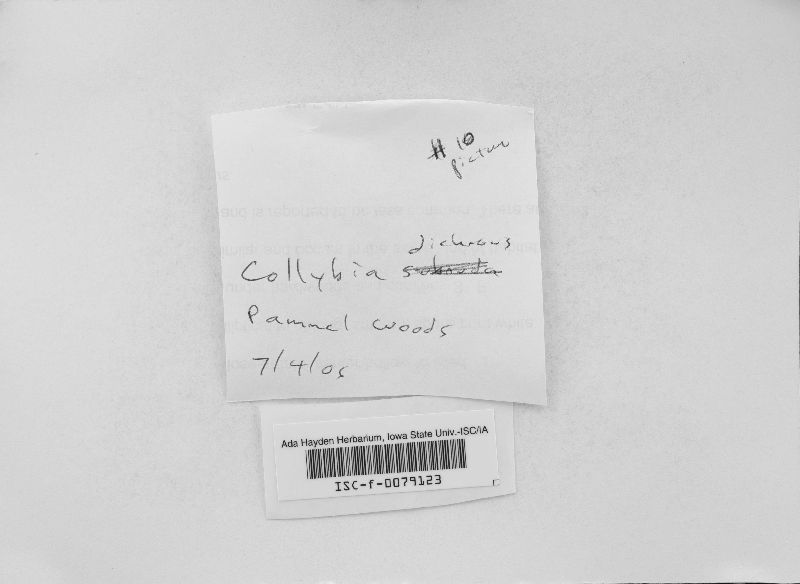 #10
picture
dichrous
Collybia
Pammel woods
7/4/05
Ada Hayden Herbarium, Iowa State Univ.-ISC/IA
ISC-f-0079123